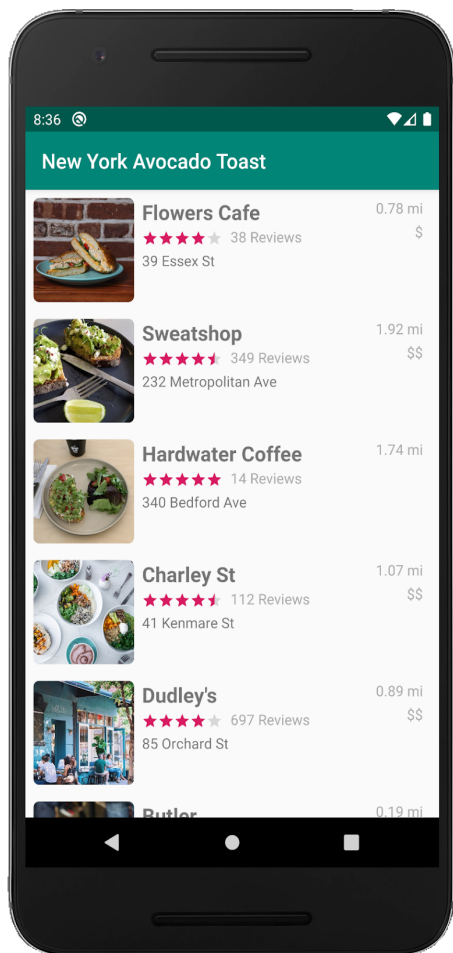 8:36
New York Avocado Toast
Flowers Cafe 0.78 mi
38 Reviews $
39 Essex St
Sweatshop 1.92 mi
349 Reviews $$
232 Metropolitan Ave
Hardwater Coffee 1.74 mi
14 Reviews
340 Bedford Ave
Charley St 1.07 mi
112 Reviews $$
41 Kenmare St
Dudley's 0.89 mi
697 Reviews $$
85 Orchard St
Butler 0.19 mi